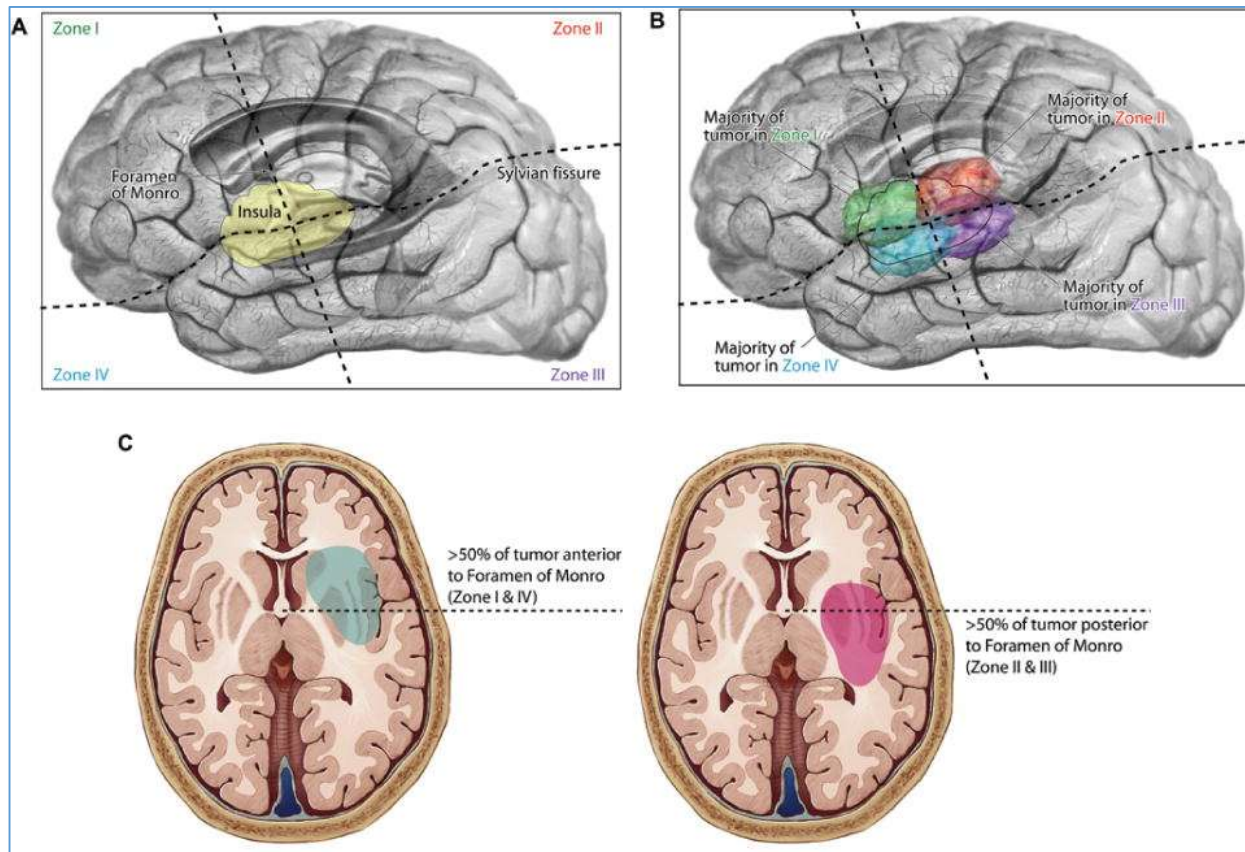 A
Zone I
Zone II
Foramen
of Monro
Insula
Sylvian fissure
Zone IV
Zone III
B
Majority of
tumor in Zone I
Majority of
tumor in Zone II
Majority of
tumor in Zone III
Majority of
tumor in Zone IV
C
>50% of tumor anterior
to Foramen of Monro
(Zone I & IV)
>50% of tumor posterior
to Foramen of Monro
(Zone II & III)